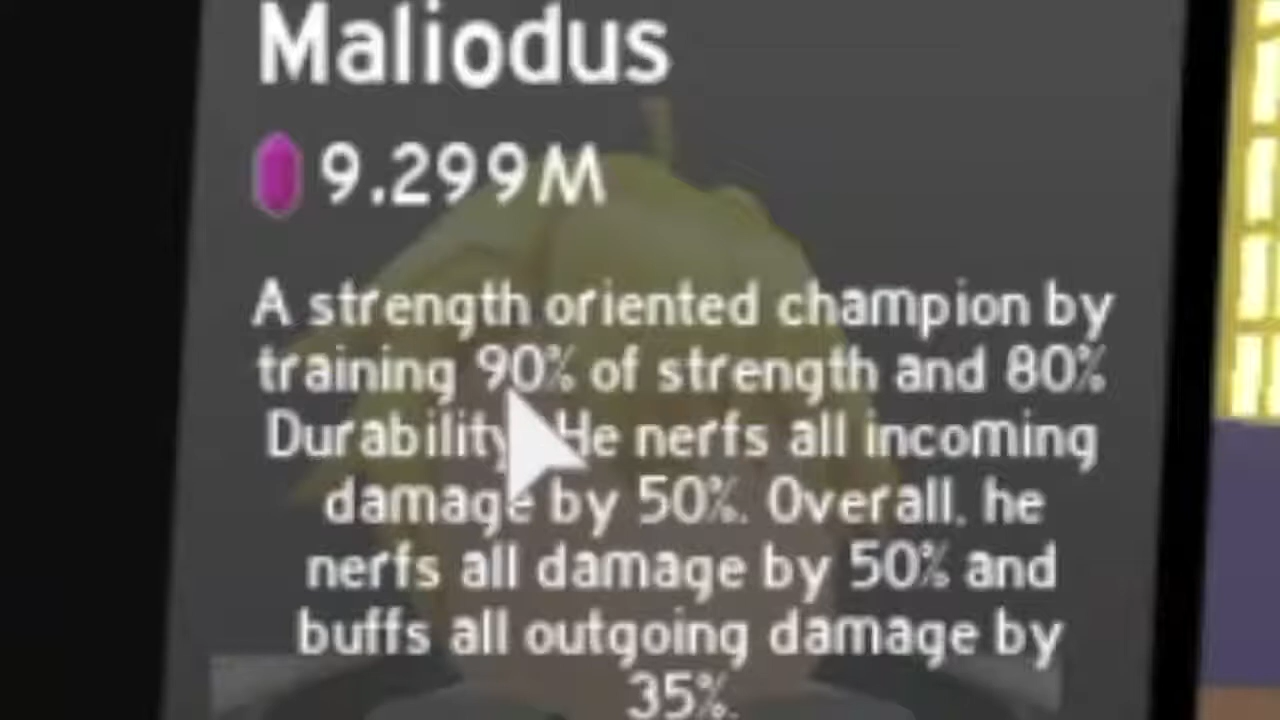 Maliodus
9.299M
A strength oriented champion by
training 90% of strength and 80%
Durability. He nerfs all incoming
damage by 50%. Overall, he
nerfs all damage by 50% and
buffs all outgoing damage by
35%.